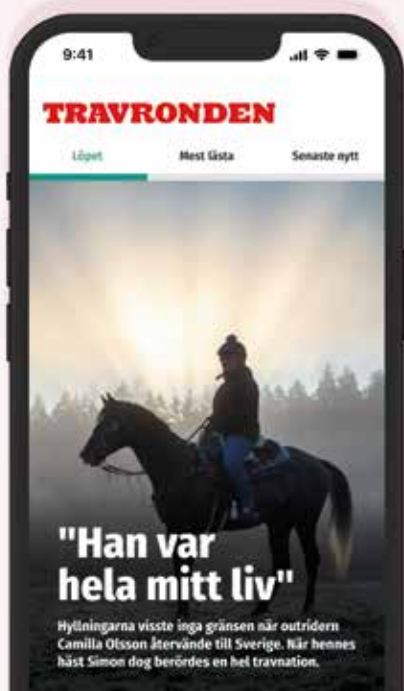 9:41
TRAVRONDEN
Löpet Mest lästa Senaste nytt
"Han var
hela mitt liv"
Hyllningarna visste inga gränsen när outridern
Camilla Olsson återvände till Sverige. När hennes
häst Simon dog berördes en hel travnation.